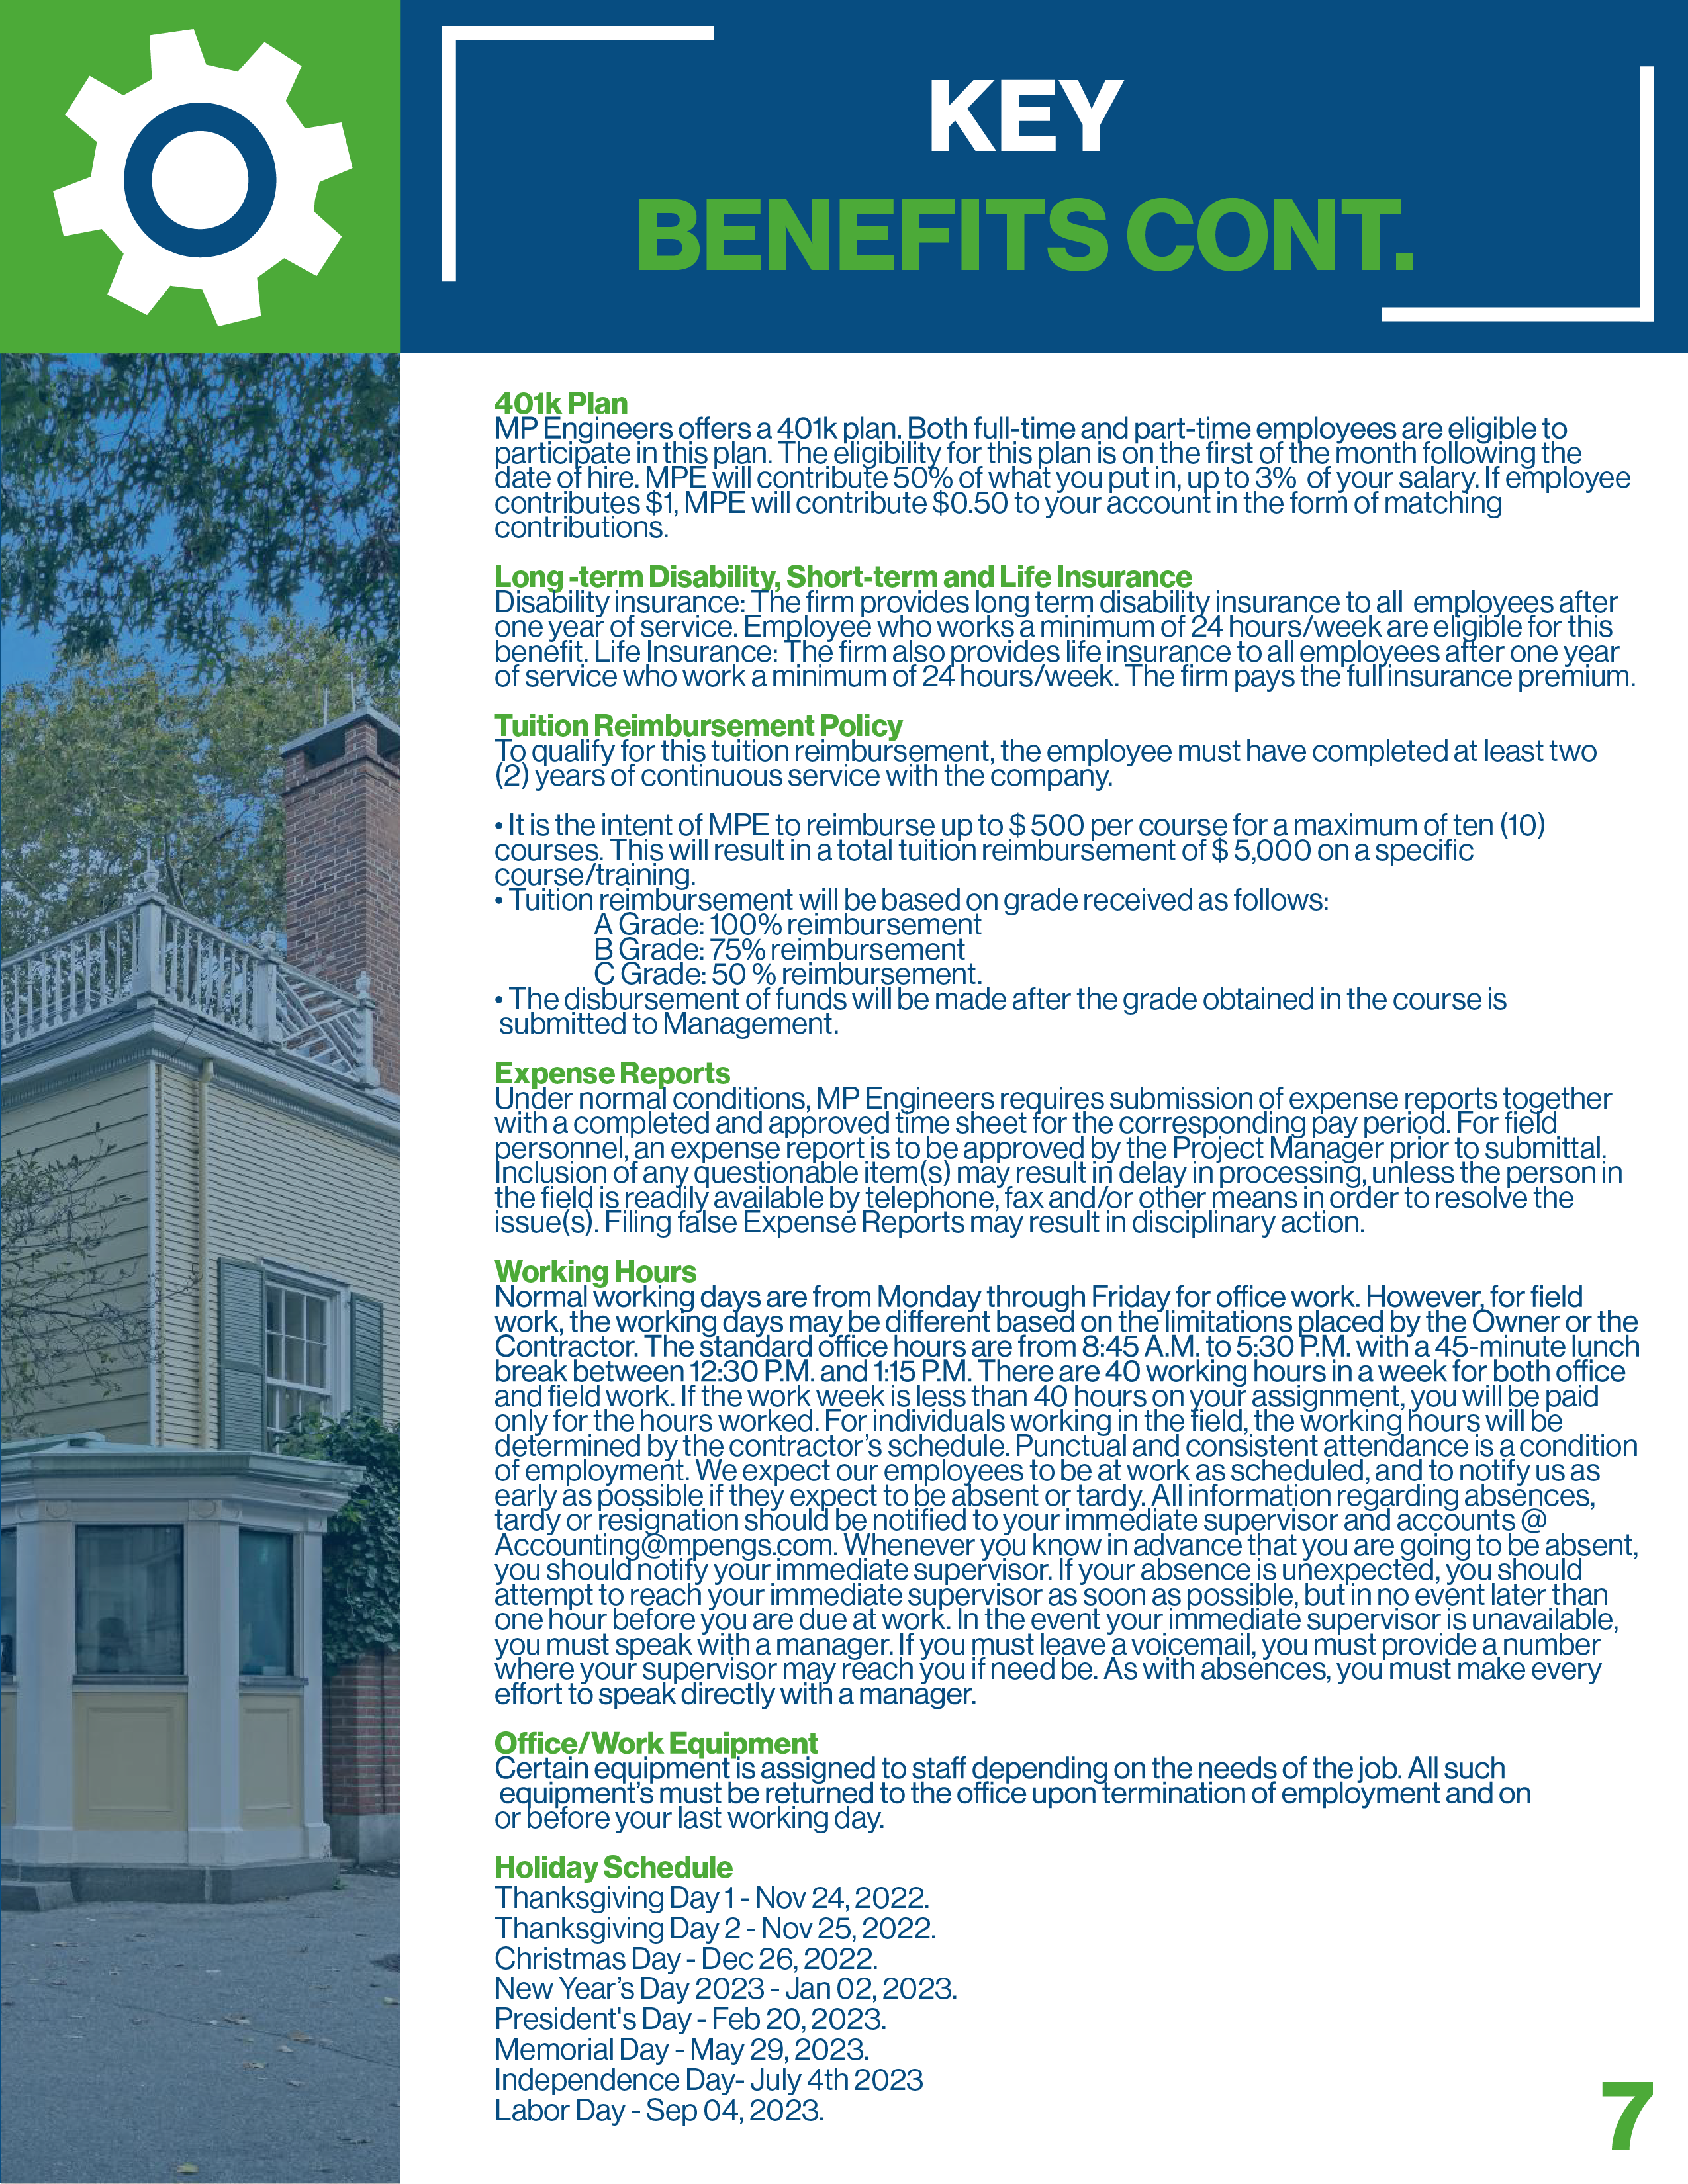 KEY
BENEFITS CONT.
401k Plan
MP Engineers offers a 401k plan. Both full-time and part-time employees are eligible to
participate in this plan. The eligibility for this plan is on the first of the month following the
date of hire. MPE will contribute 50% of what you put in, up to 3% of your salary. If employee
contributes $1, MPE will contribute $0.50 to your account in the form of matching
contributions.
Long -term Disability, Short-term and Life Insurance
Disability insurance: The firm provides long term disability insurance to all employees after
one year of service. Employee who works a minimum of 24 hours/week are eligible for this
benefit. Life Insurance: The firm also provides life insurance to all employees after one year
of service who work a minimum of 24 hours/week. The firm pays the full insurance premium.
Tuition Reimbursement Policy
To qualify for this tuition reimbursement, the employee must have completed at least two
(2) years of continuous service with the company.
• It is the intent of MPE to reimburse up to $ 500 per course for a maximum of ten (10)
courses. This will result in a total tuition reimbursement of $ 5,000 on a specific
course/training.
• Tuition reimbursement will be based on grade received as follows:
A Grade: 100% reimbursement
B Grade: 75% reimbursement
C Grade: 50 % reimbursement.
• The disbursement of funds will be made after the grade obtained in the course is
submitted to Management.
Expense Reports
Under normal conditions, MP Engineers requires submission of expense reports together
with a completed and approved time sheet for the corresponding pay period. For field
personnel, an expense report is to be approved by the Project Manager prior to submittal.
Inclusion of any questionable item(s) may result in delay in processing, unless the person in
the field is readily available by telephone, fax and/or other means in order to resolve the
issue(s). Filing false Expense Reports may result in disciplinary action.
Working Hours
Normal working days are from Monday through Friday for office work. However, for field
work, the working days may be different based on the limitations placed by the Owner or the
Contractor. The standard office hours are from 8:45 A.M. to 5:30 P.M. with a 45-minute lunch
break between 12:30 P.M. and 1:15 P.M. There are 40 working hours in a week for both office
and field work. If the work week is less than 40 hours on your assignment, you will be paid
only for the hours worked. For individuals working in the field, the working hours will be
determined by the contractor's schedule. Punctual and consistent attendance is a condition
of employment. We expect our employees to be at work as scheduled, and to notify us as
early as possible if they expect to be absent or tardy. All information regarding absences,
tardy or resignation should be notified to your immediate supervisor and accounts @
Accounting@mpengs.com. Whenever you know in advance that you are going to be absent,
you should notify your immediate supervisor. If your absence is unexpected, you should
attempt to reach your immediate supervisor as soon as possible, but in no event later than
one hour before you are due at work. In the event your immediate supervisor is unavailable,
you must speak with a manager. If you must leave a voicemail, you must provide a number
where your supervisor may reach you if need be. As with absences, you must make every
effort to speak directly with a manager.
Office/Work Equipment
Certain equipment is assigned to staff depending on the needs of the job. All such
equipment's must be returned to the office upon termination of employment and on
or before your last working day.
Holiday Schedule
Thanksgiving Day 1 - Nov 24, 2022.
Thanksgiving Day 2 - Nov 25, 2022.
Christmas Day - Dec 26, 2022.
New Year's Day 2023 - Jan 02, 2023.
President's Day - Feb 20, 2023.
Memorial Day - May 29, 2023.
Independence Day- July 4th 2023
Labor Day - Sep 04, 2023.
7